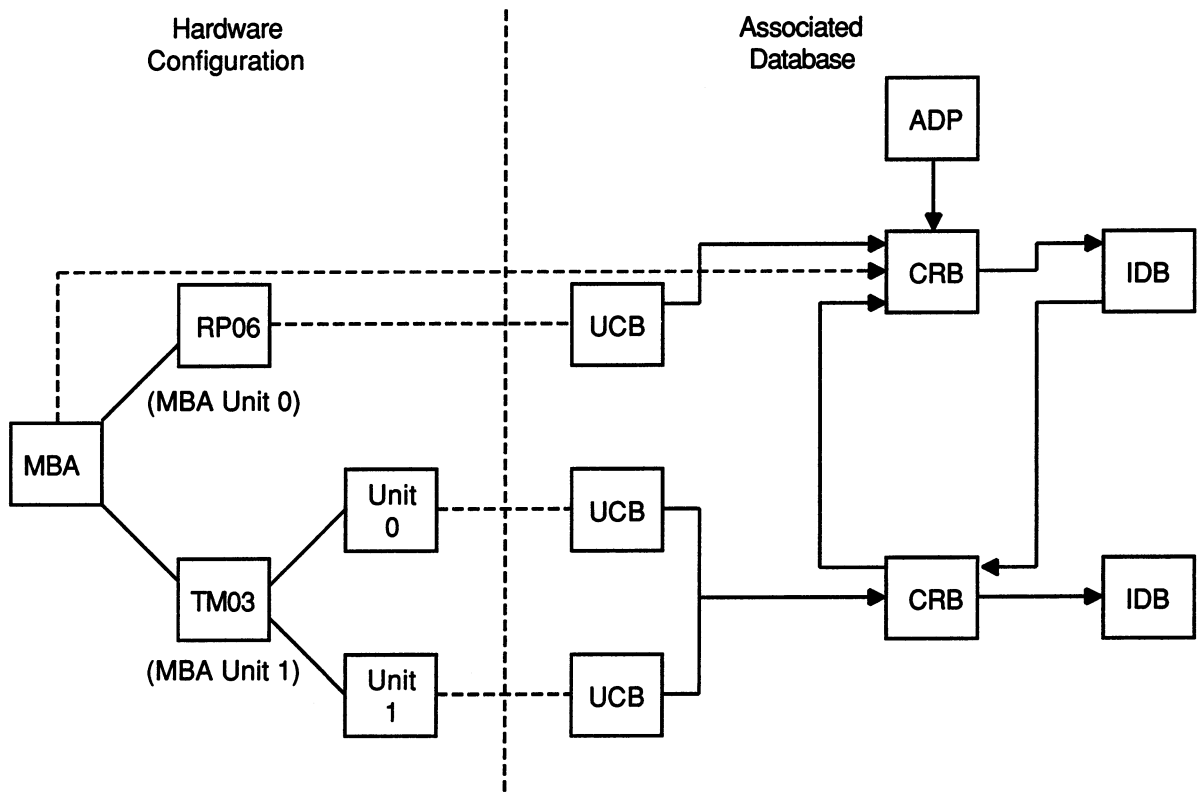 Hardware
Configuration
Associated
Database
ADP
CRB
IDB
RP06
UCB
(MBA Unit 0)
MBA
Unit
0
UCB
TM03
CRB
IDB
(MBA Unit 1)
Unit
1
UCB